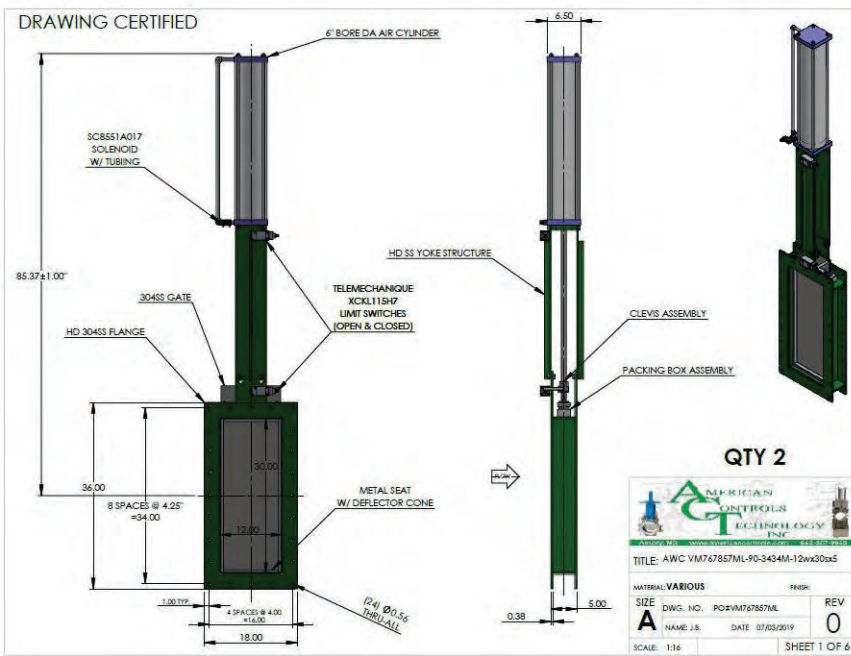 DRAWING CERTIFIED
6" BORE DA AIR CYLINDER
6.50
SC8551A017
SOLENOID
W/ TUBIING
HD SS YOKE STRUCTURE
85.37±1.00"
TELEMECHANIQUE
XCKL115H7
LIMIT SWITCHES
(OPEN & CLOSED)
304SS GATE
CLEVIS ASSEMBLY
HD 304SS FLANGE
PACKING BOX ASSEMBLY
36.00
30.00
8 SPACES @ 4.25"
=34.00
METAL SEAT
W/ DEFLECTOR CONE
12.00
FLOW
1.00 TYP
4 SPACES @ 4.00
=16.00
18.00
(24) Ø0.56
THRU-ALL
0.38
5.00
QTY 2
AMERICAN
CONTROLS
TECHNOLOGY
INC
TITLE: AWC VM767857ML-90-3434M-12wx30sx5
MATERIAL: VARIOUS
FINISH:
SIZE
A
DWG. NO. PO#VM767857ML
REV
0
NAME J.B.
DATE 07/03/2019
SCALE: 1:16
SHEET 1 OF 6